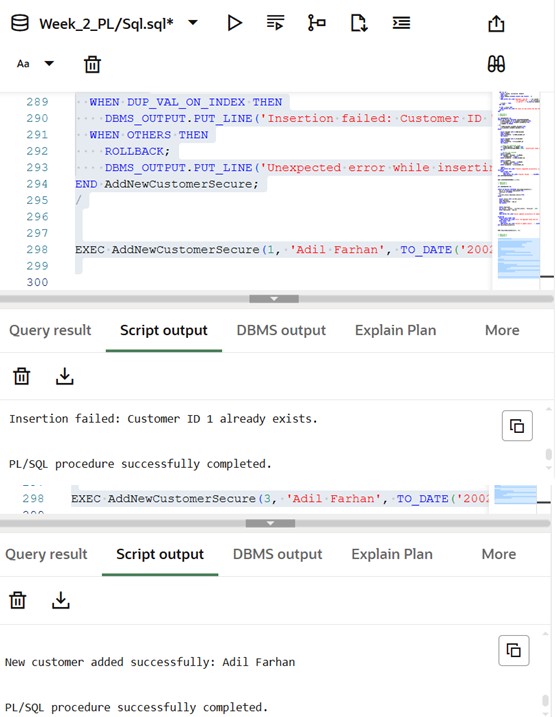 Week_2_PL/Sql.sql*
Aa
289 WHEN DUP_VAL_ON_INDEX THEN
290 DBMS_OUTPUT.PUT_LINE('Insertion failed: Customer ID
291 WHEN OTHERS THEN
292 ROLLBACK;
293 DBMS_OUTPUT.PUT_LINE('Unexpected error while inserti
294 END AddNewCustomerSecure;
295 /
296
297
298 EXEC AddNewCustomerSecure(1, 'Adil Farhan', TO_DATE('2002
299
300
Query result Script output DBMS output Explain Plan More
Insertion failed: Customer ID 1 already exists.
PL/SQL procedure successfully completed.
298 EXEC AddNewCustomerSecure(3, 'Adil Farhan', TO_DATE('2002
Query result Script output DBMS output Explain Plan More
New customer added successfully: Adil Farhan
PL/SQL procedure successfully completed.